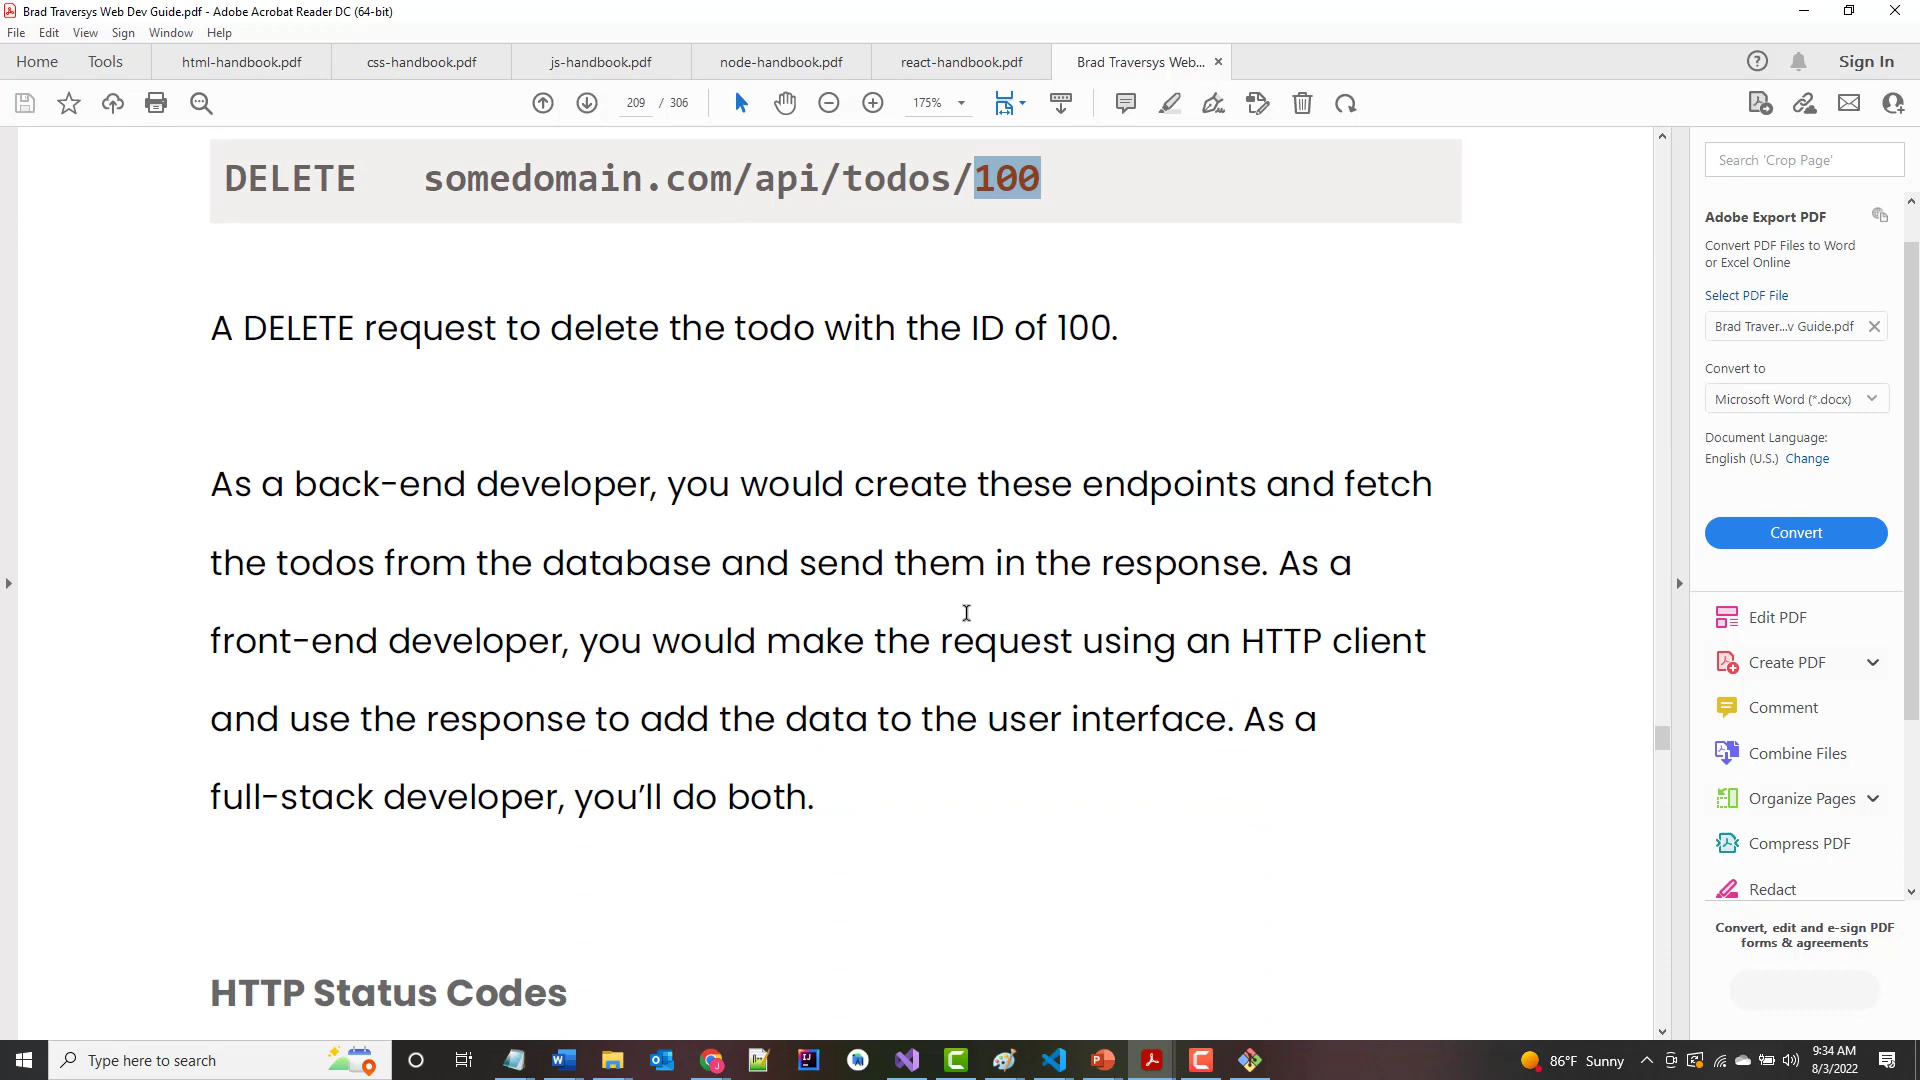 Brad Traversys Web Dev Guide.pdf - Adobe Acrobat Reader DC (64-bit)
File Edit View Sign Window Help
Home Tools html-handbook.pdf css-handbook.pdf js-handbook.pdf node-handbook.pdf react-handbook.pdf Brad Traversys Web... Sign In
209 / 306 175%
DELETE somedomain.com/api/todos/100
A DELETE request to delete the todo with the ID of 100.
As a back-end developer, you would create these endpoints and fetch
the todos from the database and send them in the response. As a
front-end developer, you would make the request using an HTTP client
and use the response to add the data to the user interface. As a
full-stack developer, you’ll do both.
HTTP Status Codes
Search 'Crop Page'
Adobe Export PDF
Convert PDF Files to Word
or Excel Online
Select PDF File
Brad Traver...v Guide.pdf
Convert to
Microsoft Word (*.docx)
Document Language:
English (U.S.) Change
Convert
Edit PDF
Create PDF
Comment
Combine Files
Organize Pages
Compress PDF
Redact
Convert, edit and e-sign PDF
forms & agreements
Type here to search
86°F Sunny
9:34 AM
8/3/2022